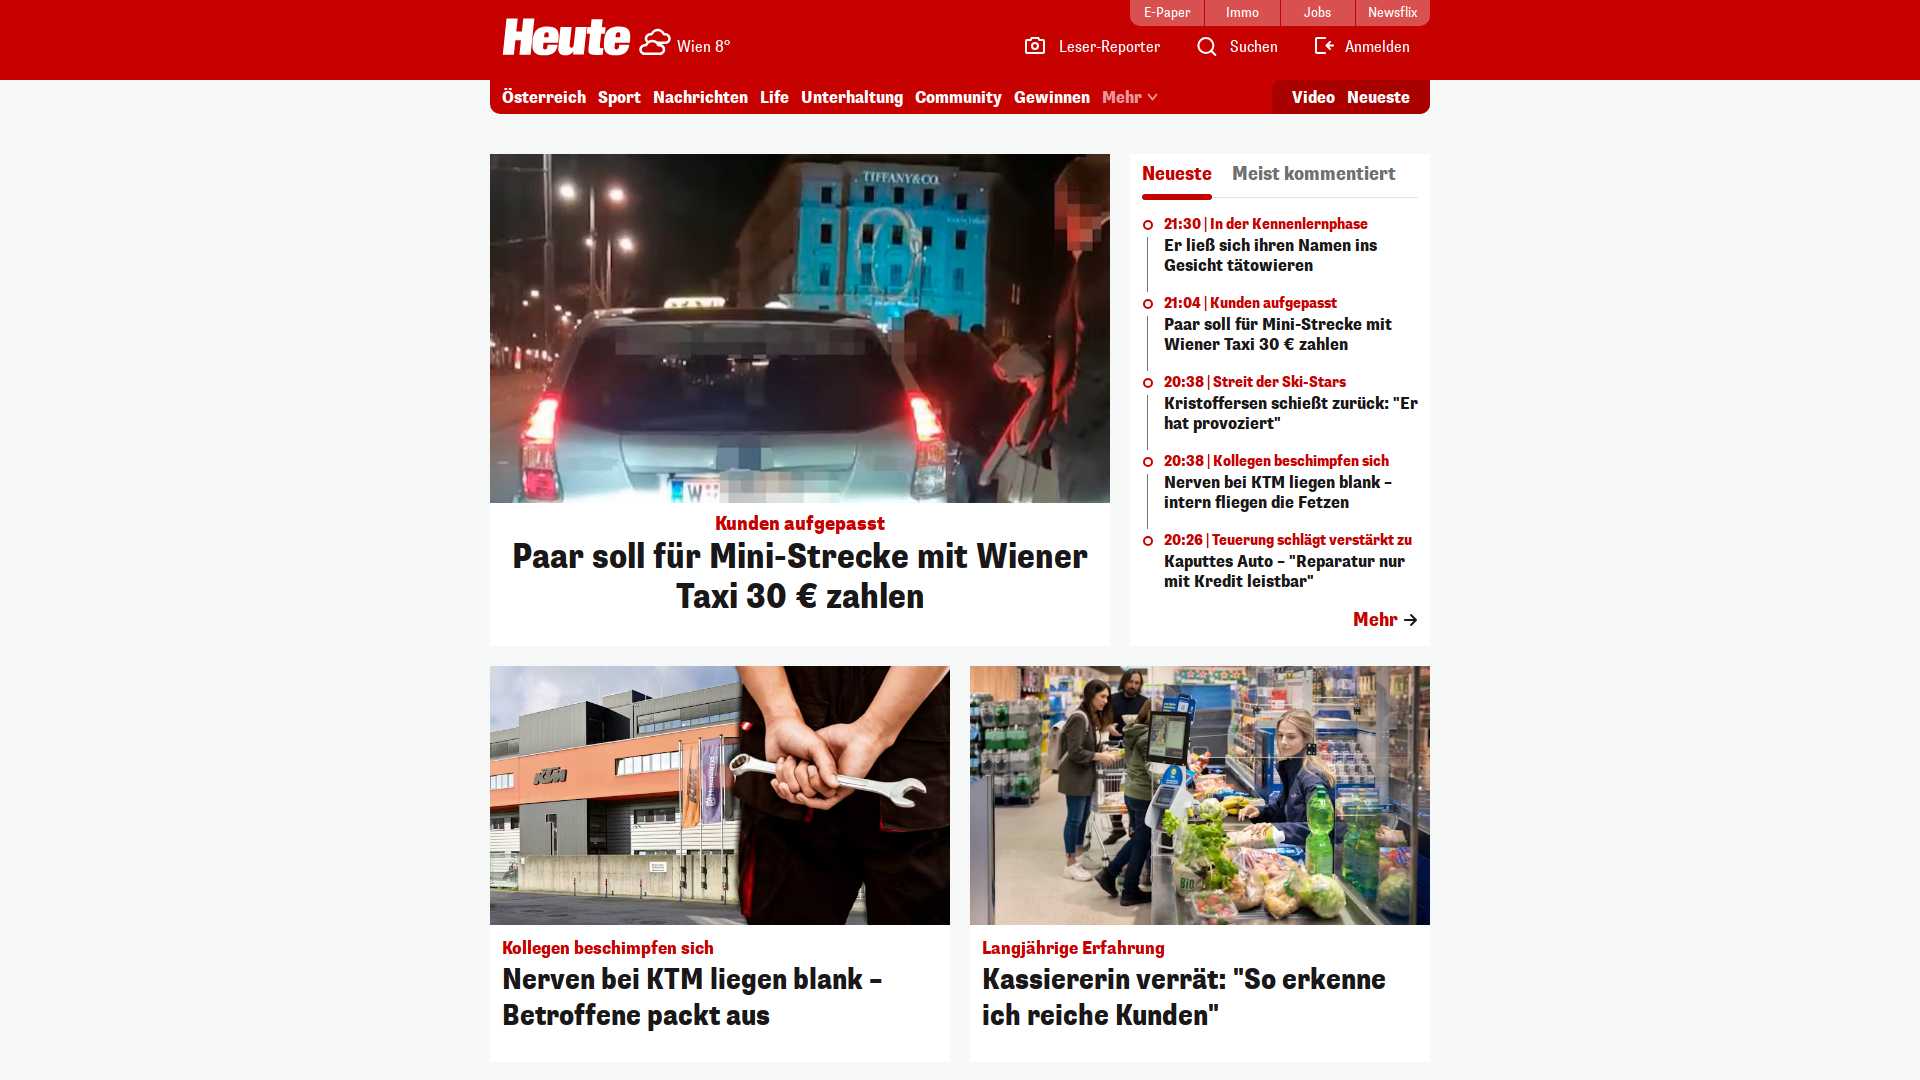 E-Paper
Immo
Jobs
Newsflix
Heute
Wien 8°
Leser-Reporter
Suchen
Anmelden
Österreich
Sport
Nachrichten
Life
Unterhaltung
Community
Gewinnen
Mehr
Video
Neueste
TIFFANY&CO.
W
Kunden aufgepasst
Paar soll für Mini-Strecke mit Wiener
Taxi 30 € zahlen
Neueste
Meist kommentiert
21:30 | In der Kennenlernphase
Er ließ sich ihren Namen ins
Gesicht tätowieren
21:04 | Kunden aufgepasst
Paar soll für Mini-Strecke mit
Wiener Taxi 30 € zahlen
20:38 | Streit der Ski-Stars
Kristoffersen schießt zurück: "Er
hat provoziert"
20:38 | Kollegen beschimpfen sich
Nerven bei KTM liegen blank –
intern fliegen die Fetzen
20:26 | Teuerung schlägt verstärkt zu
Kaputtes Auto – "Reparatur nur
mit Kredit leistbar"
Mehr
KTM
BIO
Kollegen beschimpfen sich
Nerven bei KTM liegen blank –
Betroffene packt aus
Langjährige Erfahrung
Kassiererin verrät: "So erkenne
ich reiche Kunden"